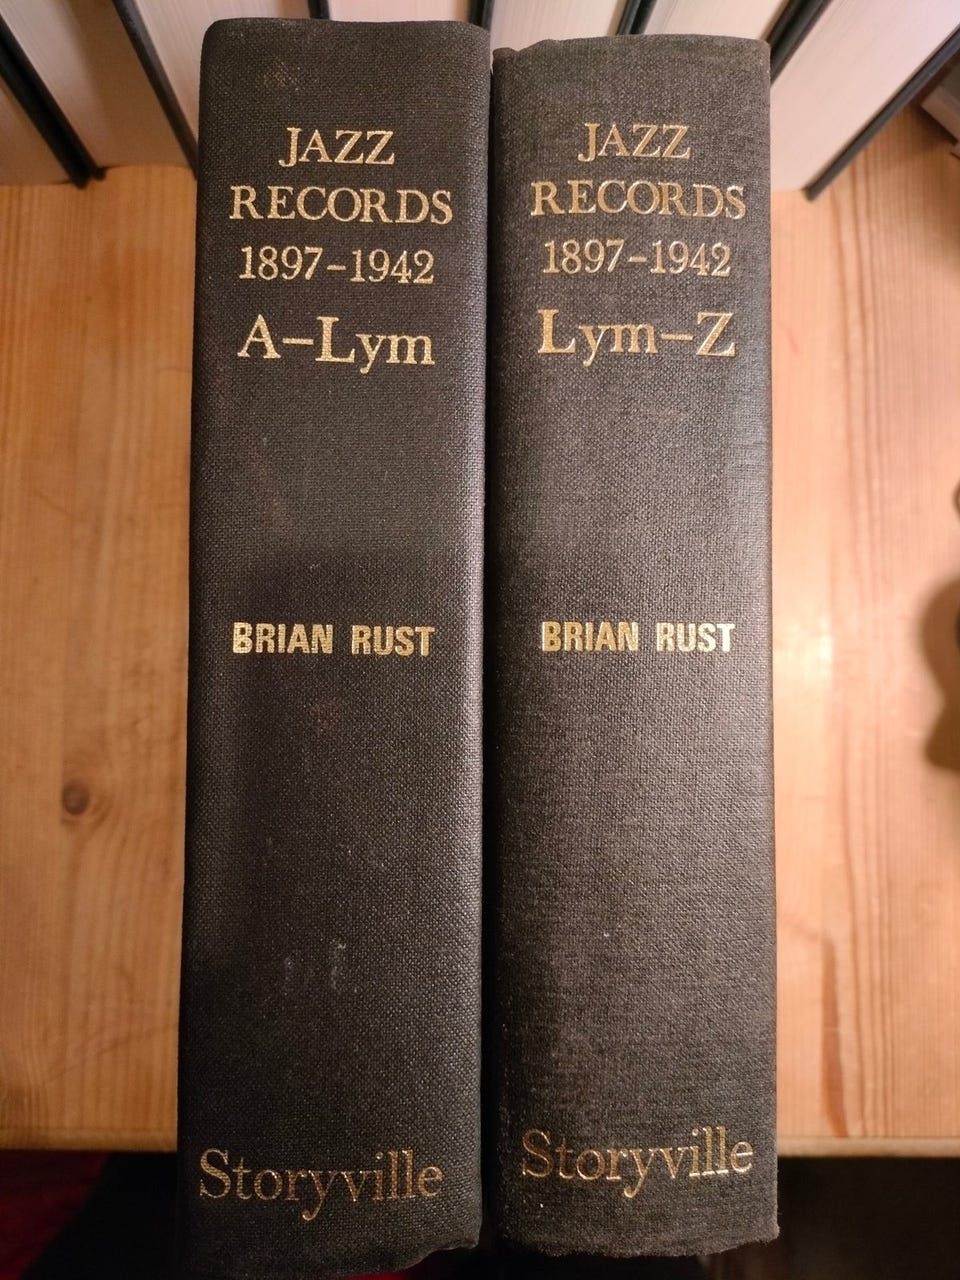 JAZZ
RECORDS
1897-1942
A-Lym
BRIAN RUST
Storyville
JAZZ
RECORDS
1897-1942
Lym-Z
BRIAN RUST
Storyville